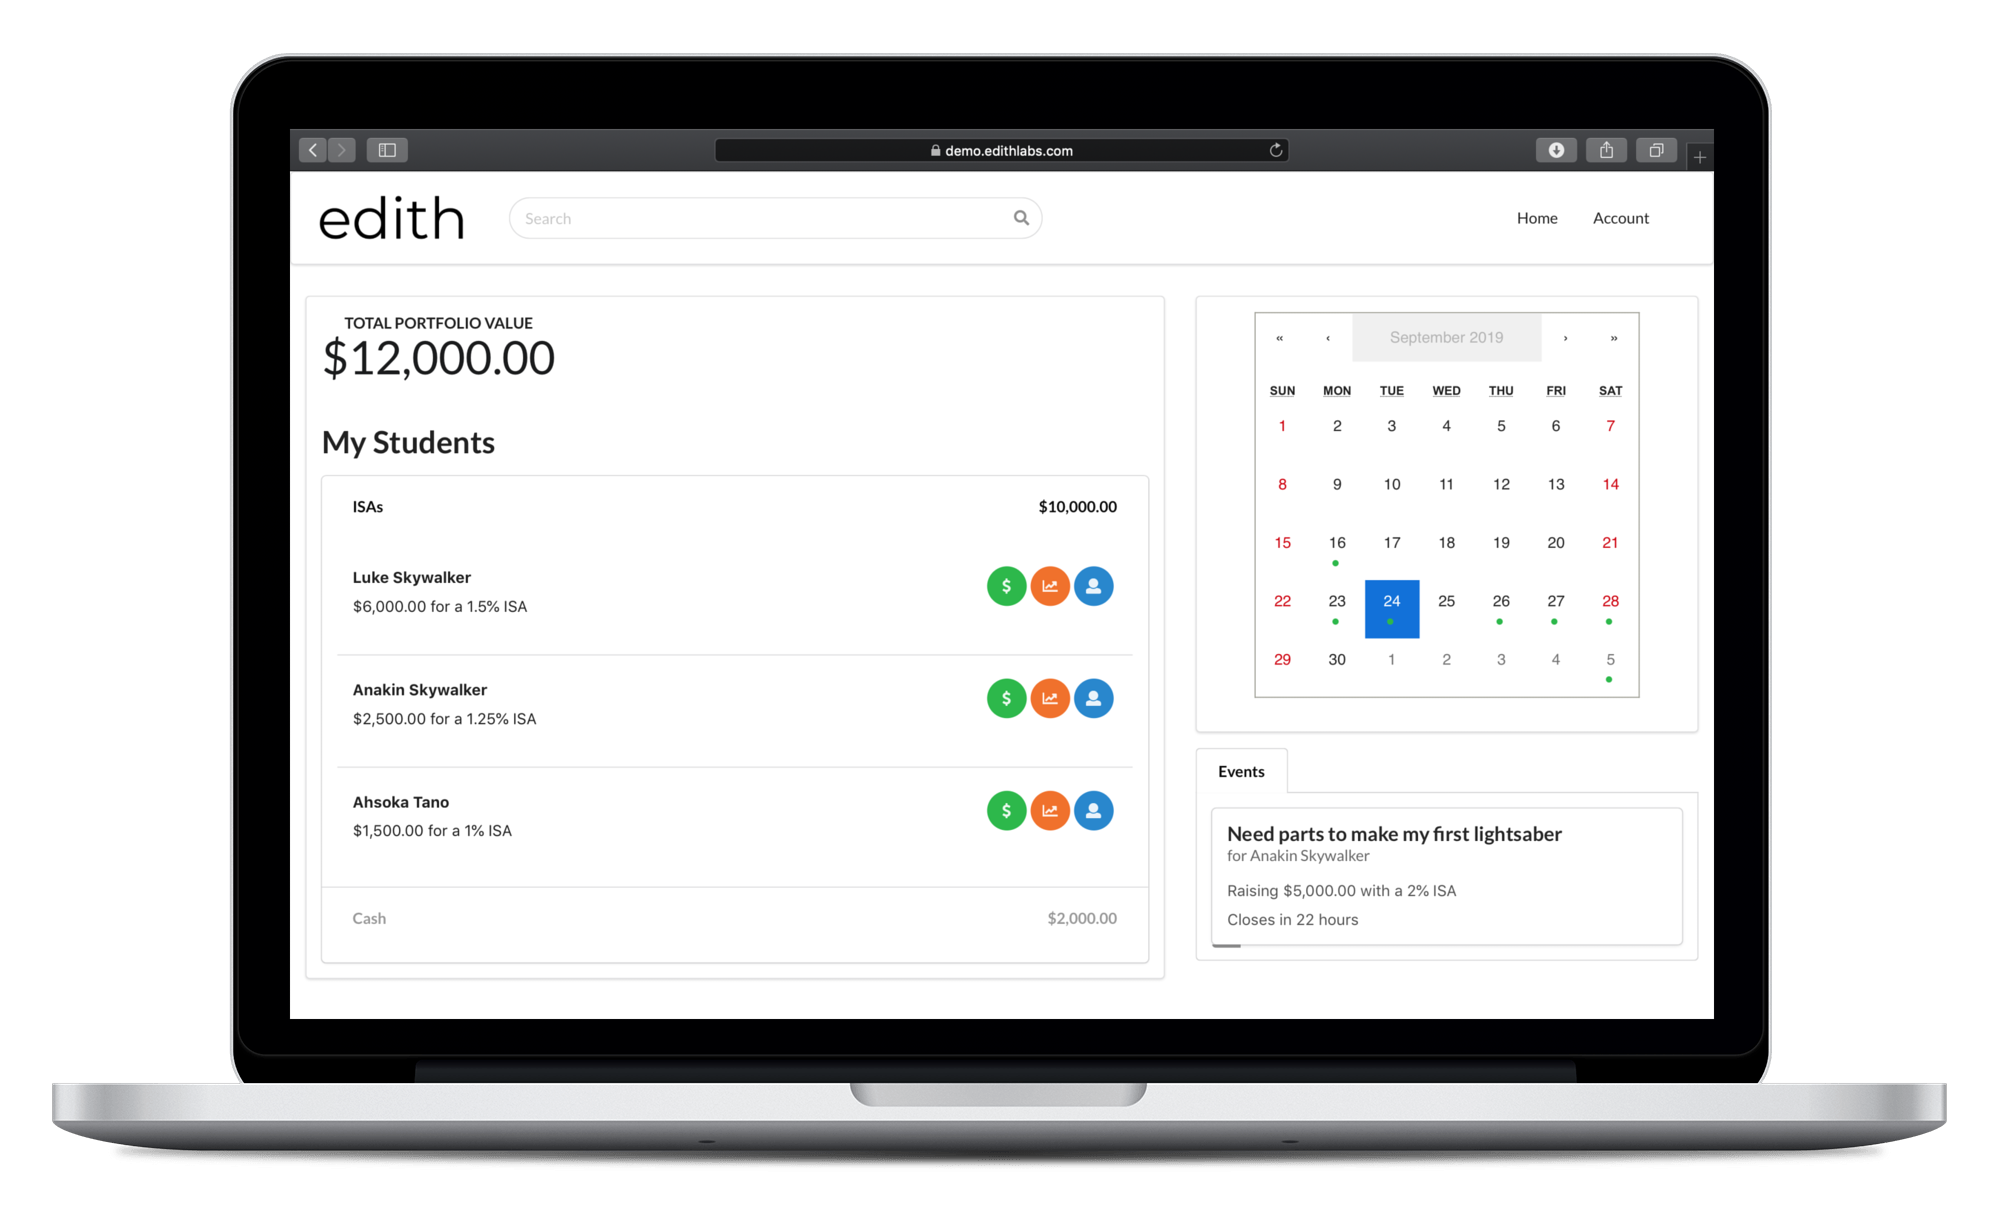 demo.edithlabs.com
edith
Search
Home Account
TOTAL PORTFOLIO VALUE
$12,000.00
My Students
ISAs $10,000.00
Luke Skywalker
$6,000.00 for a 1.5% ISA
$
Anakin Skywalker
$2,500.00 for a 1.25% ISA
$
Ahsoka Tano
$1,500.00 for a 1% ISA
$
Cash $2,000.00
« ‹ September 2019 › »
SUN MON TUE WED THU FRI SAT
1 2 3 4 5 6 7
8 9 10 11 12 13 14
15 16 17 18 19 20 21
22 23 24 25 26 27 28
29 30 1 2 3 4 5
Events
Need parts to make my first lightsaber
for Anakin Skywalker
Raising $5,000.00 with a 2% ISA
Closes in 22 hours